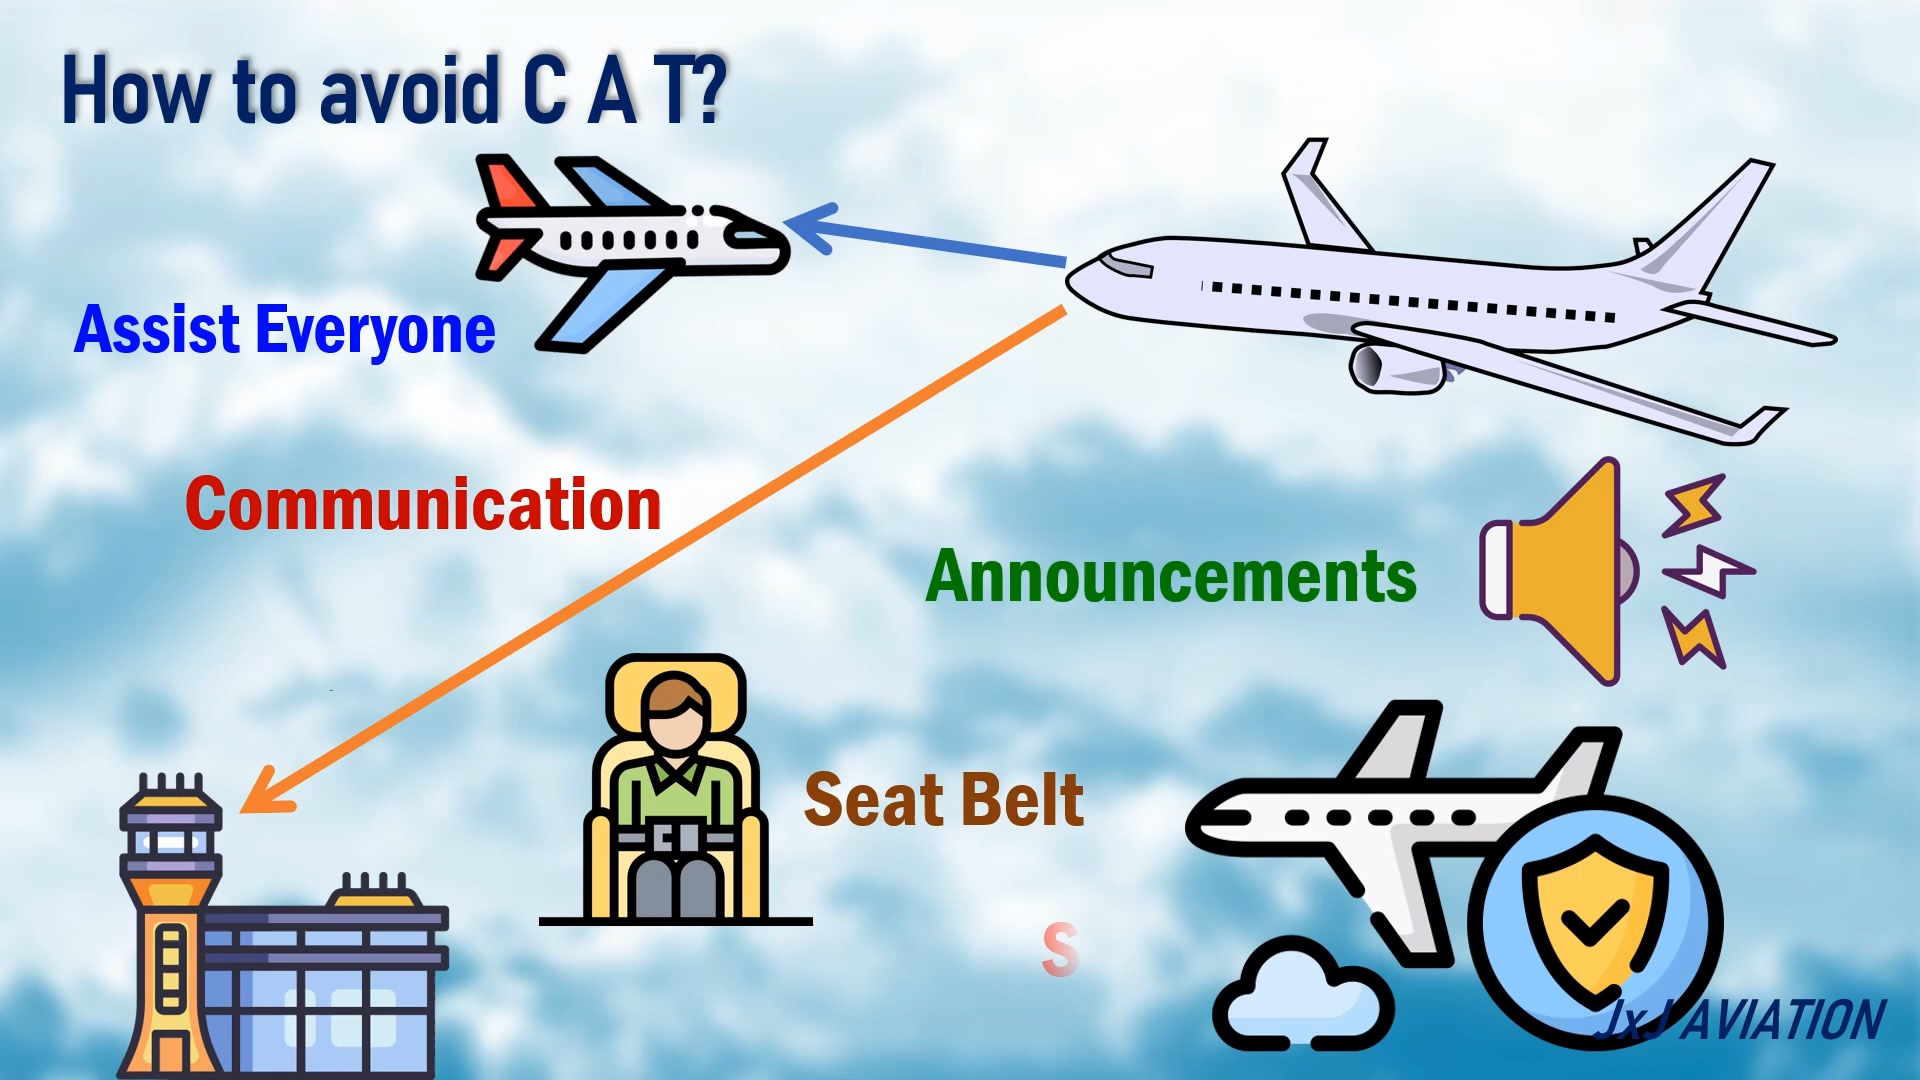 How to avoid C A T?
Assist Everyone
Communication
Announcements
Seat Belt
S
JxJ AVIATION